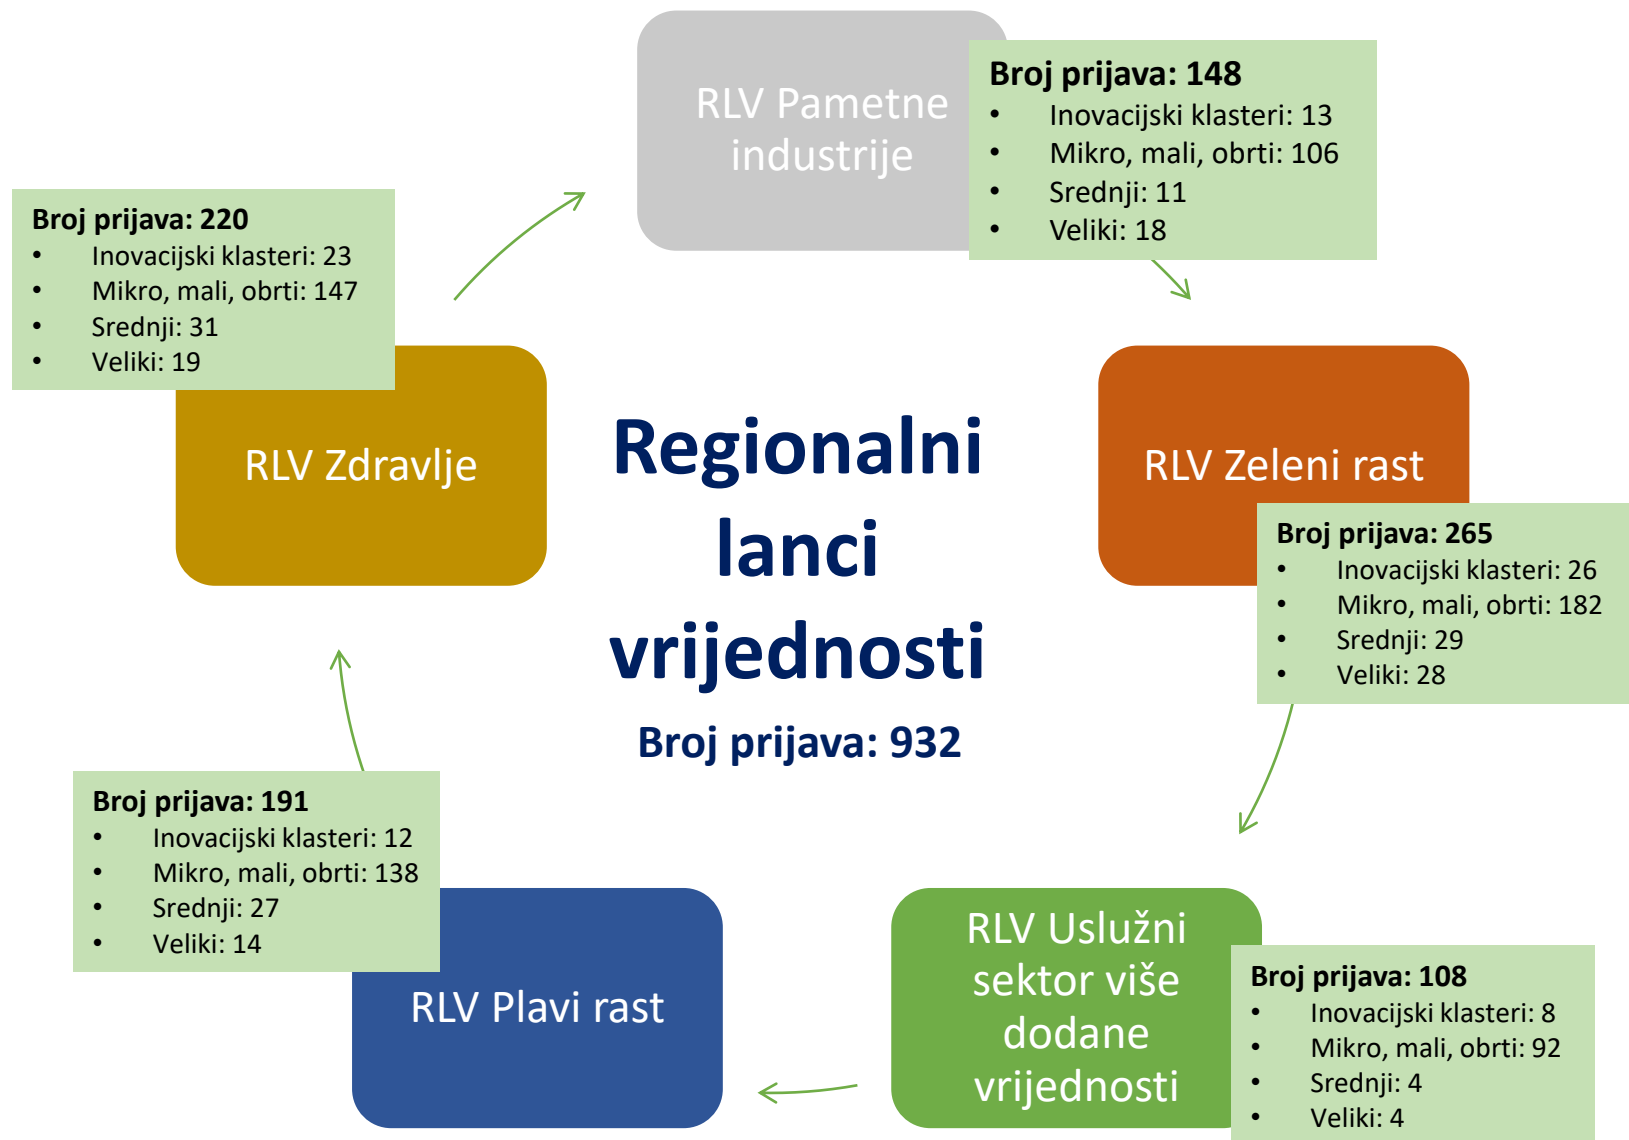 RLV Pametne
industrije
Broj prijava: 148
• Inovacijski klasteri: 13
• Mikro, mali, obrti: 106
• Srednji: 11
• Veliki: 18
Broj prijava: 220
• Inovacijski klasteri: 23
• Mikro, mali, obrti: 147
• Srednji: 31
• Veliki: 19
RLV Zdravlje
Regionalni
lanci
vrijednosti
Broj prijava: 932
RLV Zeleni rast
Broj prijava: 265
• Inovacijski klasteri: 26
• Mikro, mali, obrti: 182
• Srednji: 29
• Veliki: 28
Broj prijava: 191
• Inovacijski klasteri: 12
• Mikro, mali, obrti: 138
• Srednji: 27
• Veliki: 14
RLV Plavi rast
RLV Uslužni
sektor više
dodane
vrijednosti
Broj prijava: 108
• Inovacijski klasteri: 8
• Mikro, mali, obrti: 92
• Srednji: 4
• Veliki: 4